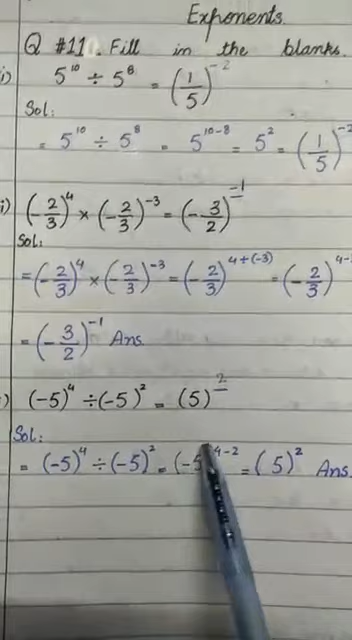 Exponents.
Q #11. Fill in the blanks.
i) 5^10 ÷ 5^8 = (1/5)^-2
Sol:
= 5^10 ÷ 5^8 = 5^10-8 = 5^2 = (1/5)^-2
i) (-2/3)^4 × (-2/3)^-3 = (-3/2)^-1
Sol:
= (-2/3)^4 × (-2/3)^-3 = (-2/3)^4+(-3) = (-2/3)^4-
= (-3/2)^-1 Ans
) (-5)^4 ÷ (-5)^2 = (5)^2
Sol:
= (-5)^4 ÷ (-5)^2 = (-5)^4-2 = (5)^2 Ans